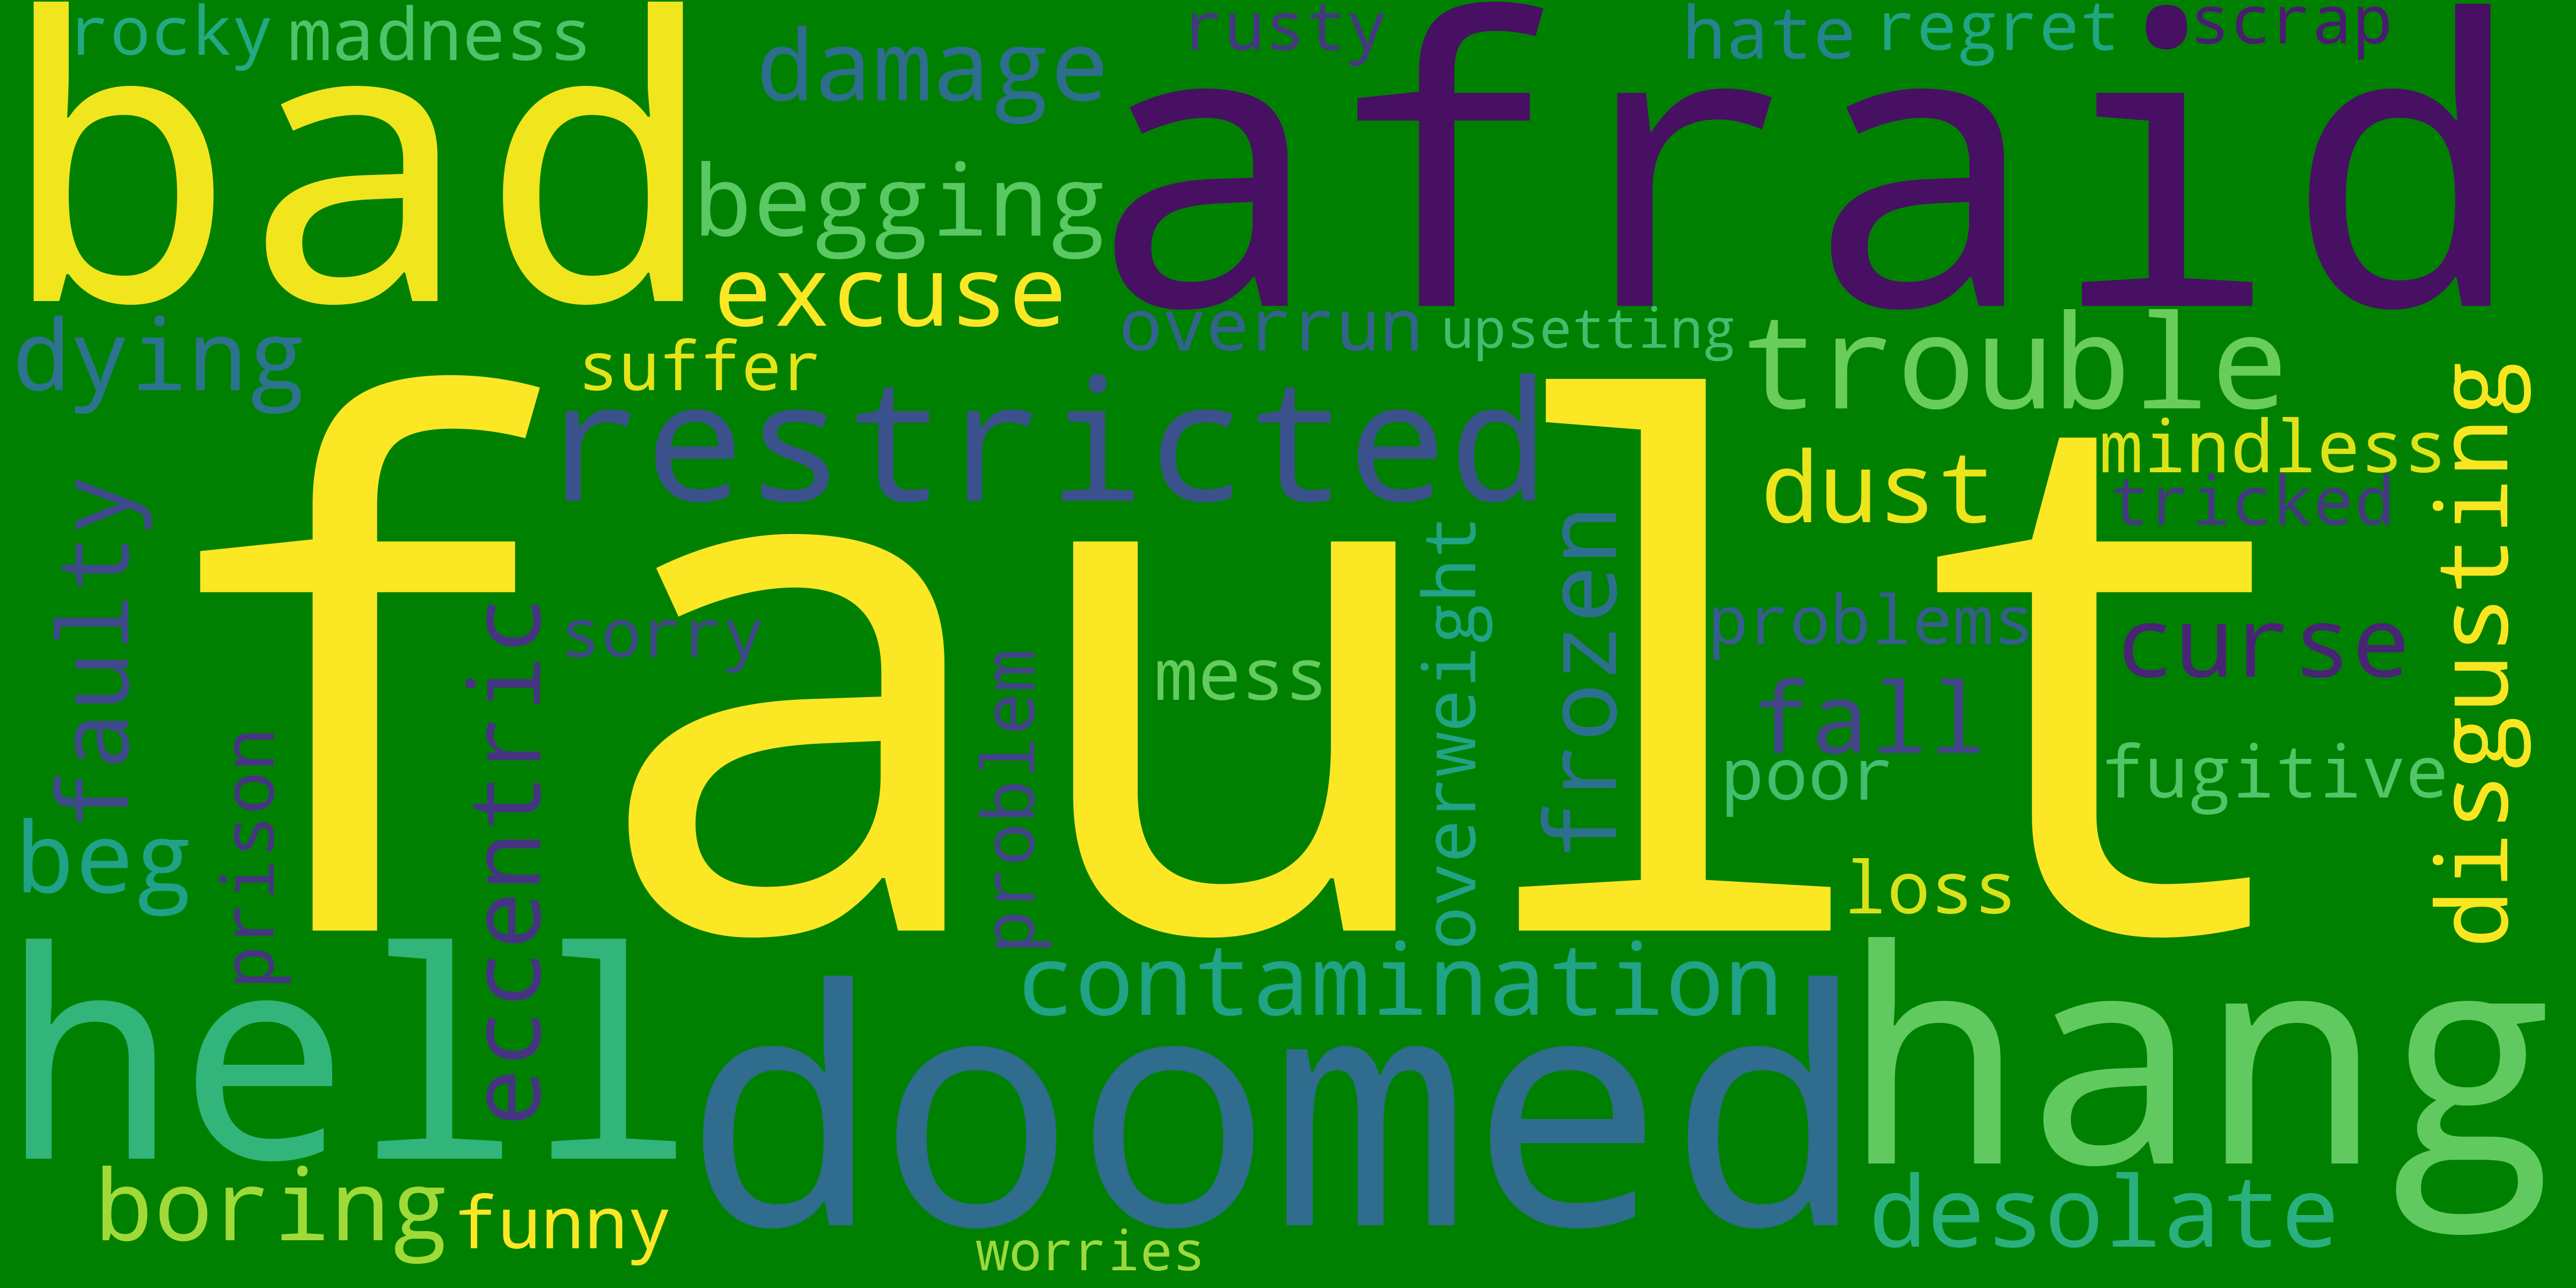 rocky madness
bad
damage
rusty
afraid
hate regret scrap
begging
excuse
dying
suffer
overrun upsetting
trouble
restricted
fault
dust
mindless
tricked
disgusting
faulty
eccentric
sorry
problem
mess
overweight
frozen
problems
curse
fall
poor
fugitive
prison
beg
loss
hell
contamination
doomed
hang
boring funny
worries
desolate